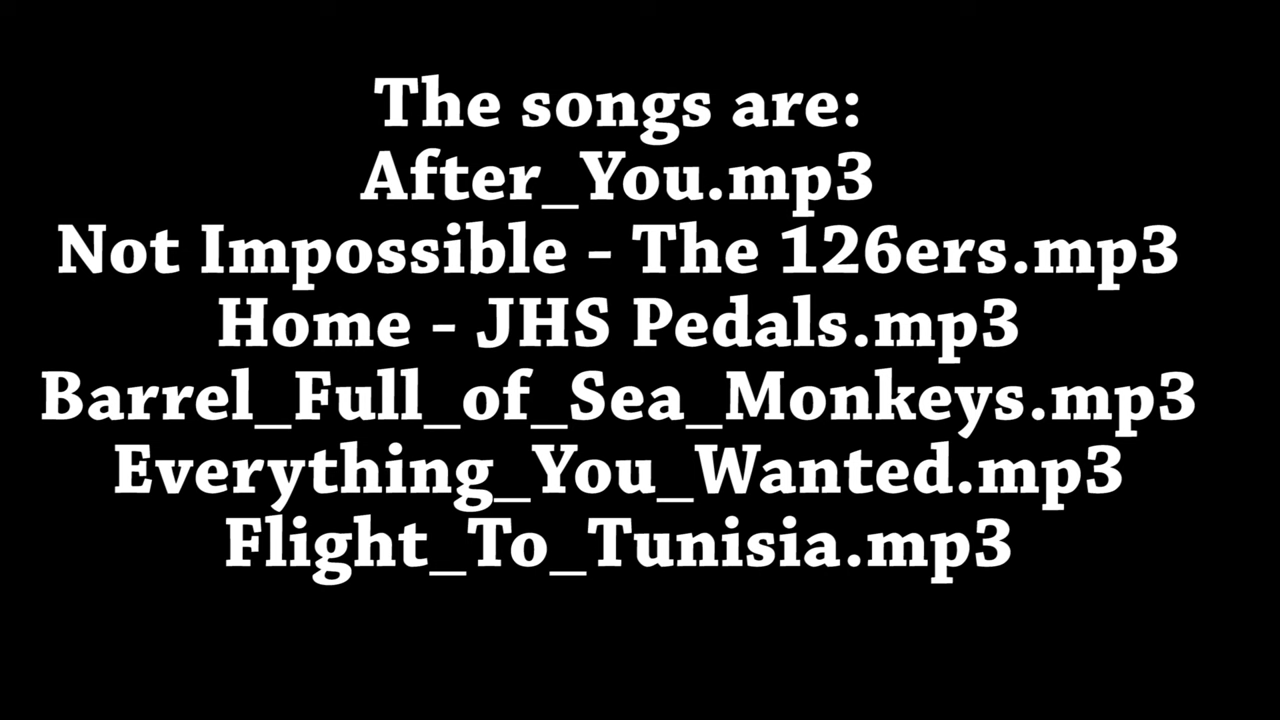 The songs are:
After_You.mp3
Not Impossible - The 126ers.mp3
Home - JHS Pedals.mp3
Barrel_Full_of_Sea_Monkeys.mp3
Everything_You_Wanted.mp3
Flight_To_Tunisia.mp3